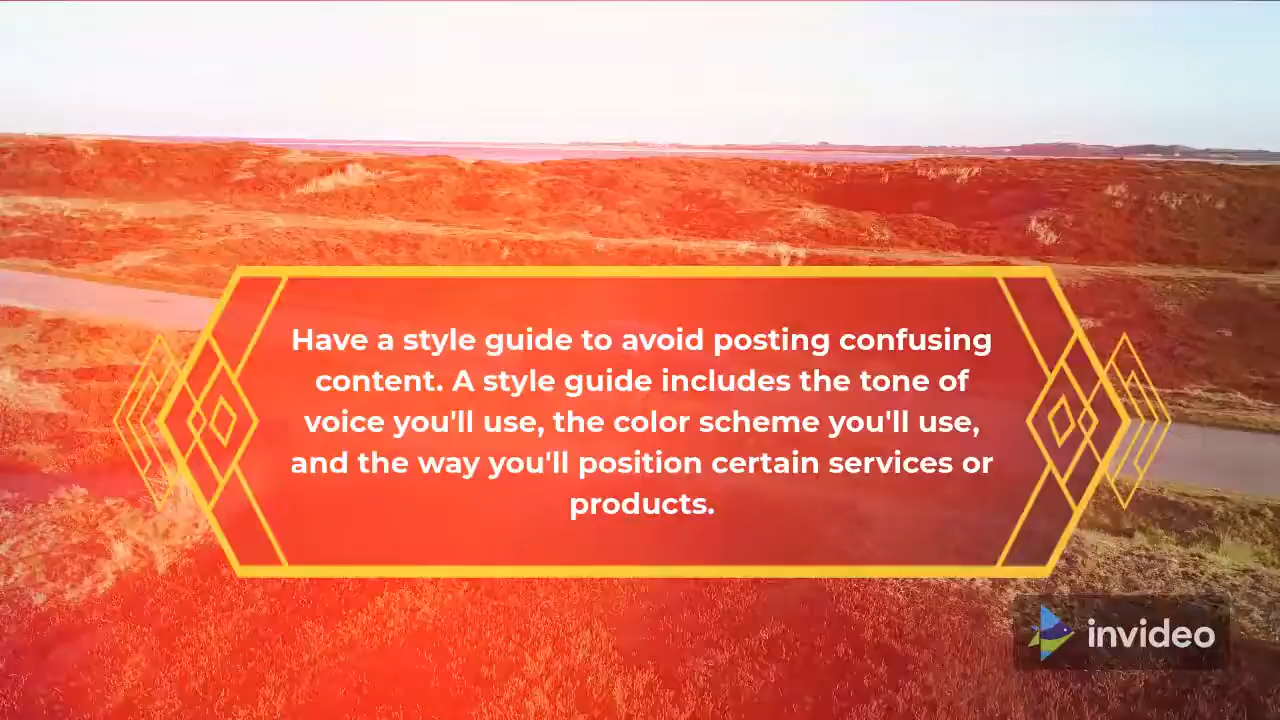 Have a style guide to avoid posting confusing
content. A style guide includes the tone of
voice you'll use, the color scheme you'll use,
and the way you'll position certain services or
products.
invideo